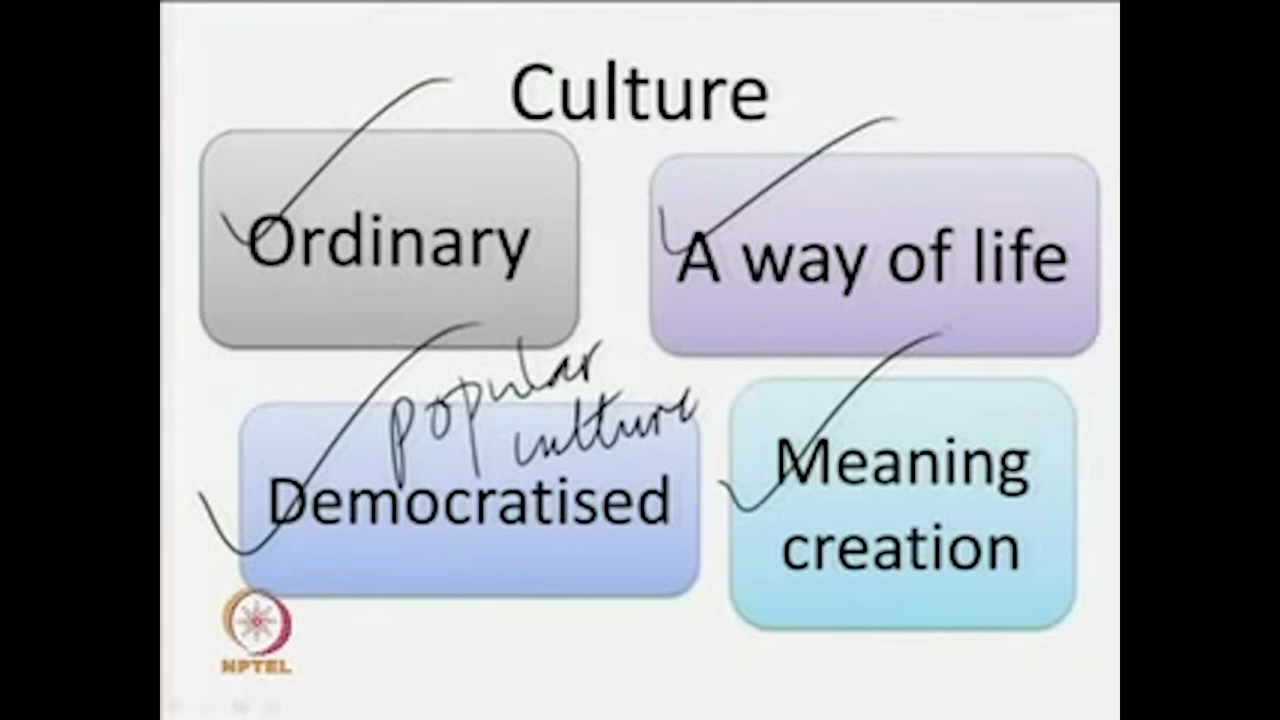 Culture
Ordinary
A way of life
popular
culture
Democratised
Meaning
creation
NPTEL